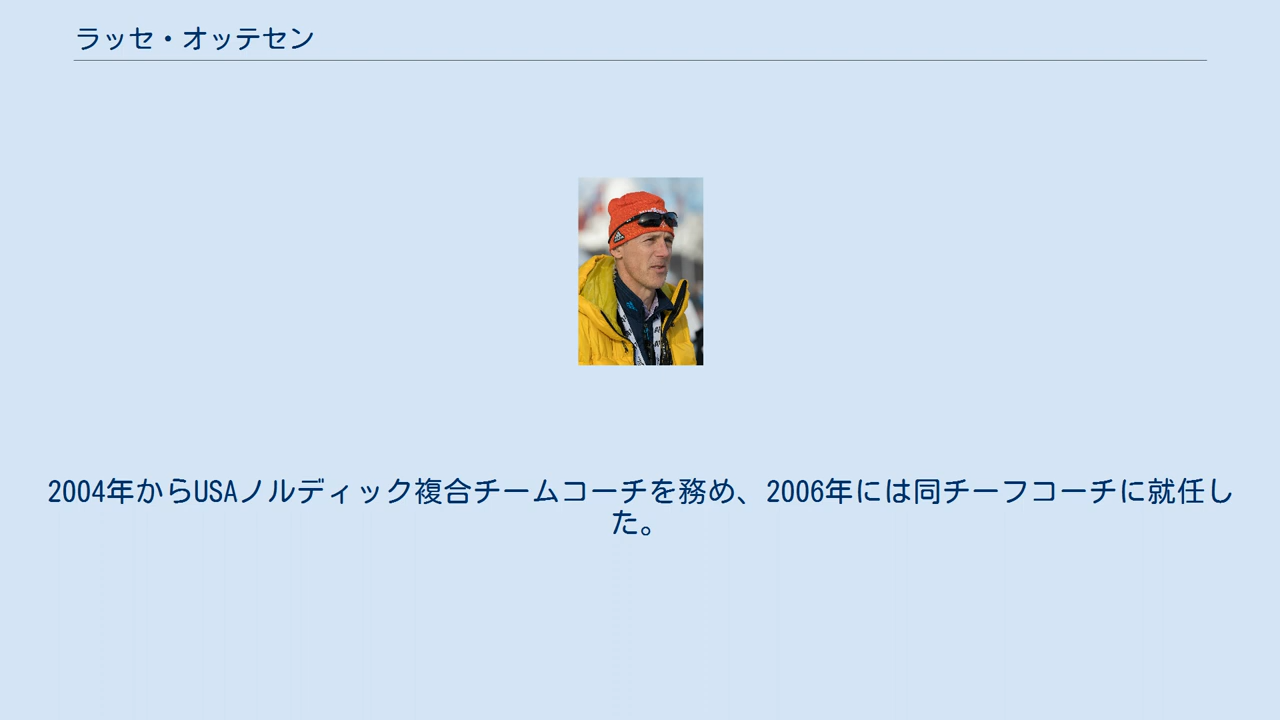 ラッセ・オッテセン
2004年からUSAノルディック複合チームコーチを務め、2006年には同チーフコーチに就任し
た。